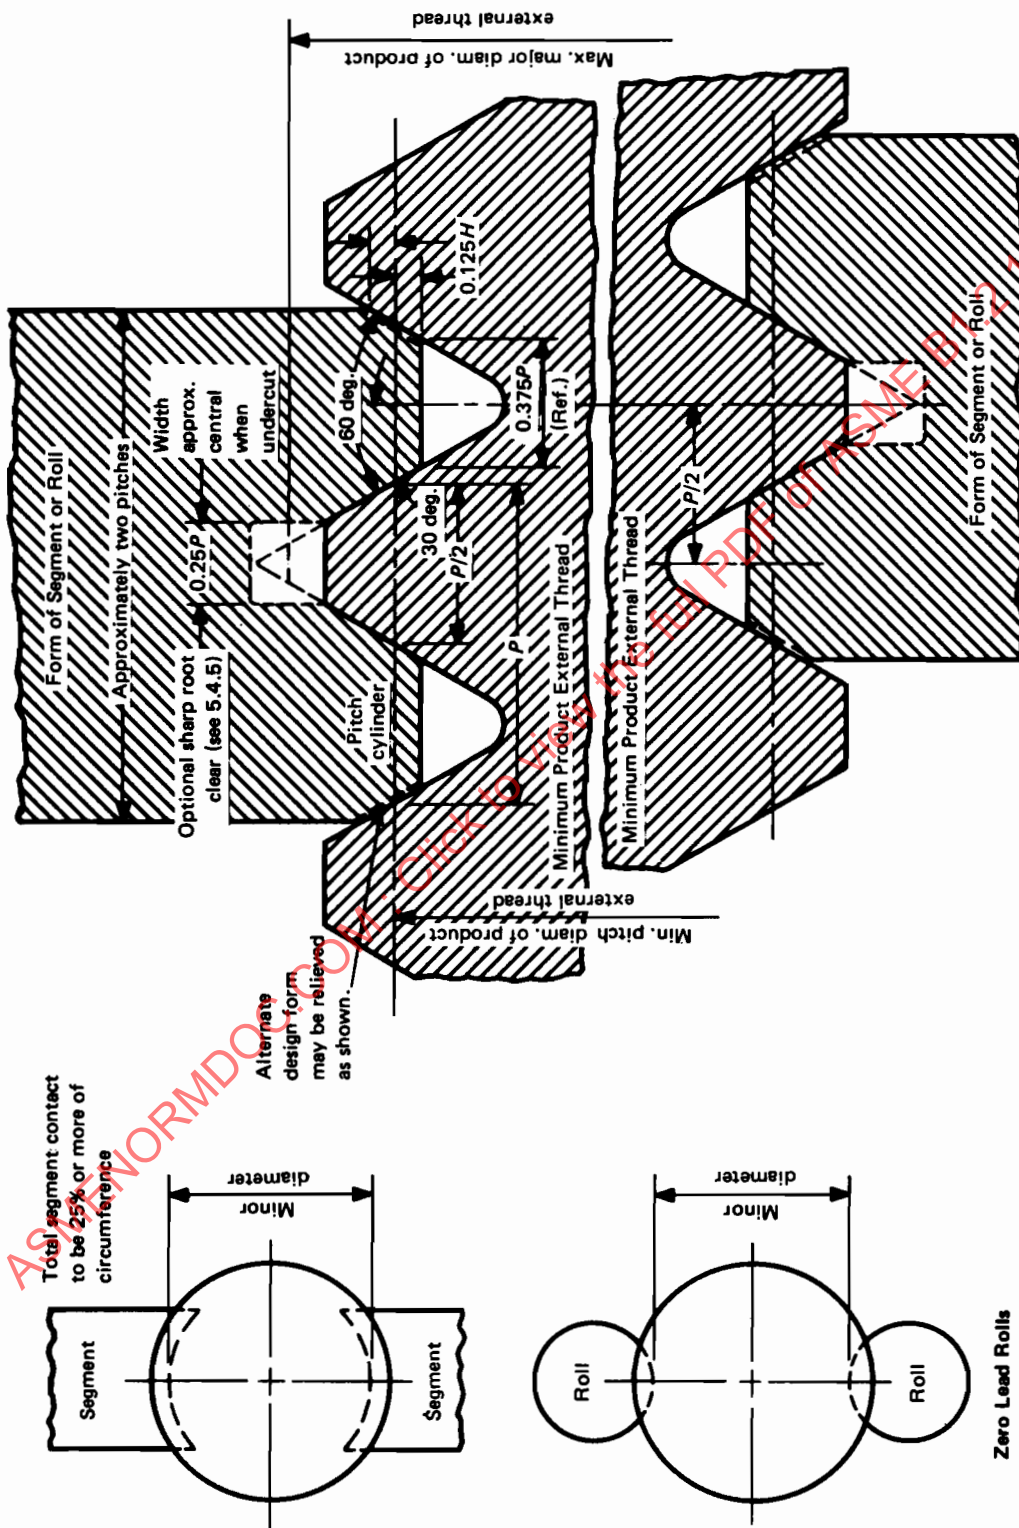 Total segment contact
to be 25% or more of
circumference
Segment
Segment
Minor
diameter
Roll
Roll
Minor
diameter
Zero Lead Rolls
Form of Segment or Roll
Approximately two pitches
Optional sharp root
clear (see 5.4.5)
0.25P
Width
approx.
central
when
undercut
Pitch
cylinder
60 deg.
30 deg.
P/2
P
0.125H
0.375P
(Ref.)
Max. major diam. of product
external thread
Alternate
design form
may be relieved
as shown.
Min. pitch diam. of product
external thread
Minimum Product External Thread
Minimum Product External Thread
P/2
Form of Segment or Roll
ASMENORMDOC.COM : Click to view the full PDF of ASME B1.2